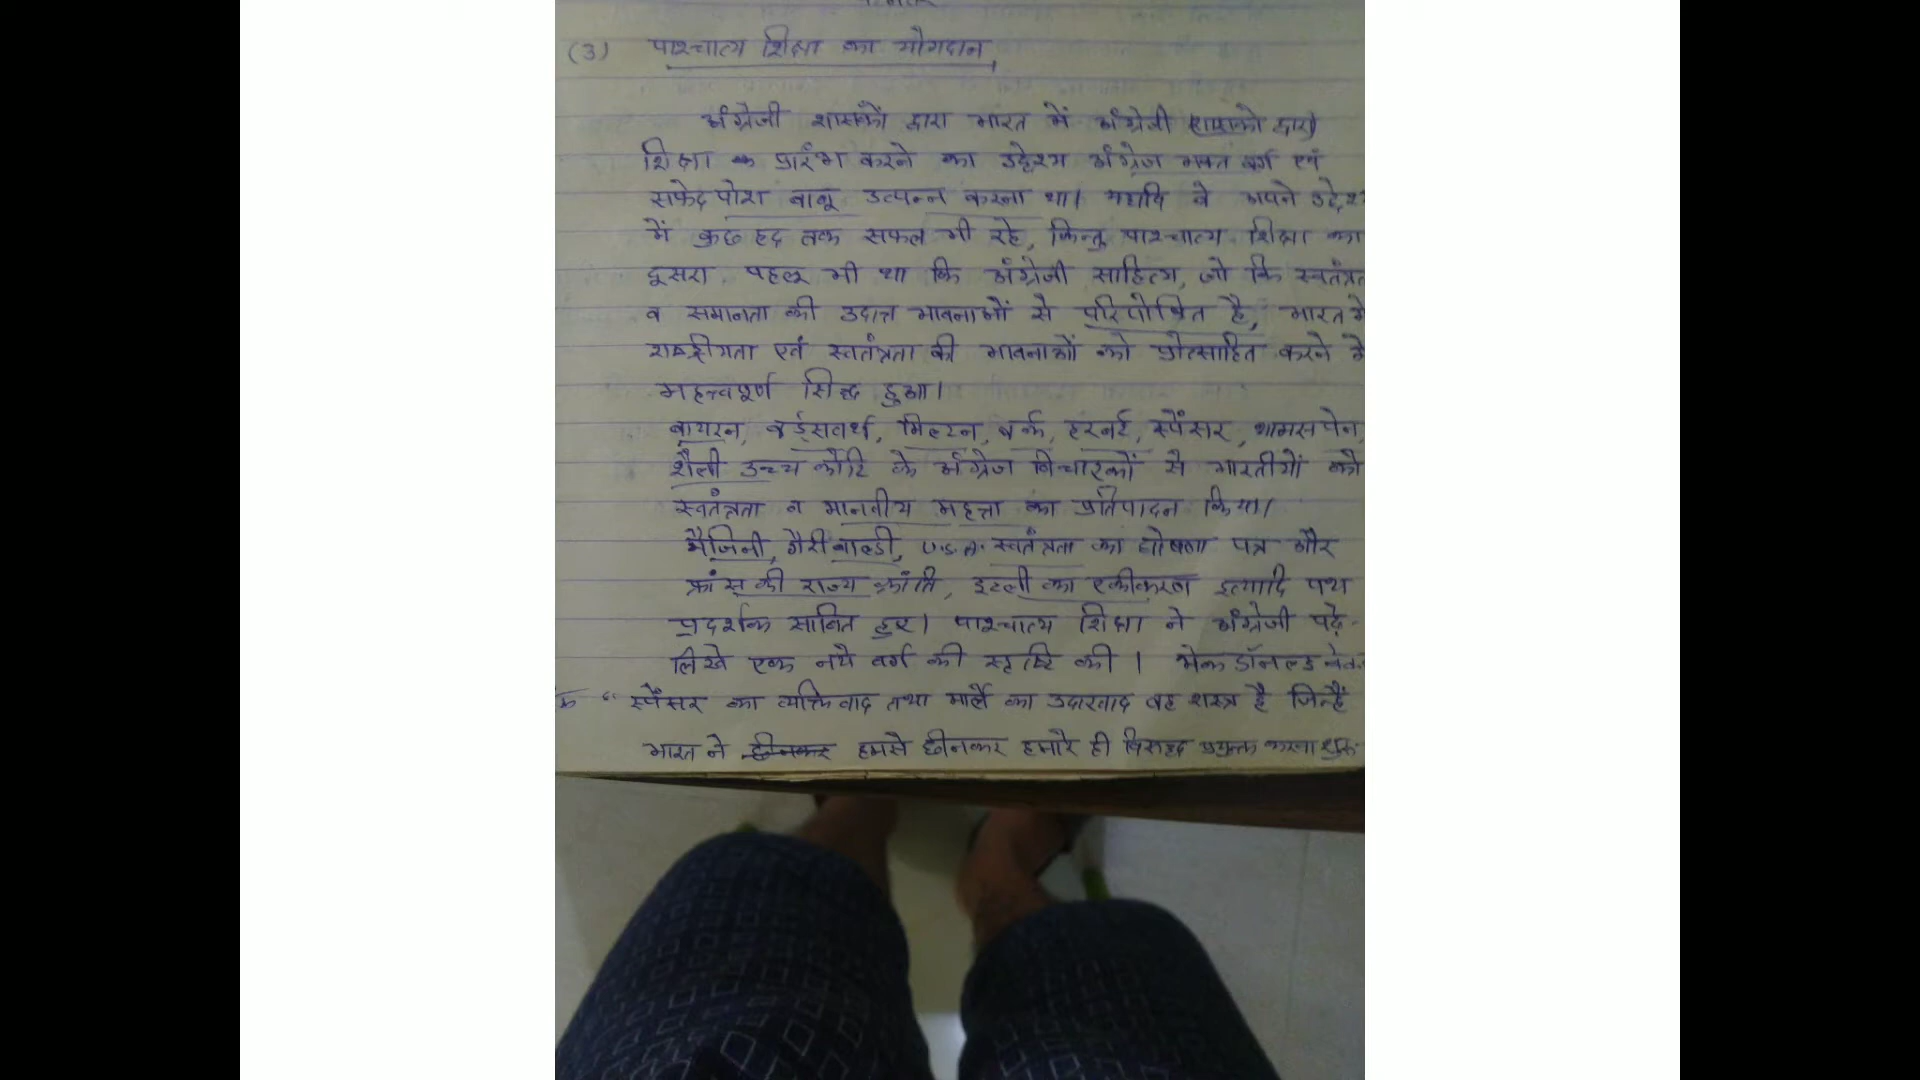 (3) पाश्चात्य शिक्षा का योगदान
अंग्रेजी शासकों द्वारा भारत में अंग्रेजी शासको द्वारा
शिक्षा प्रारंभ करने का उद्देश्य अंग्रेज भक्त वर्ग एवं
सफेद पोश बाबू उत्पन्न करना था। यद्यपि वे अपने उद्देश्
में कुछ हद तक सफल भी रहे, किन्तु पाश्चात्य शिक्षा का
दूसरा पहलू भी था कि अंग्रेजी साहित्य, जो कि स्वतंत्रत
व समानता की उदात्त भावनाओं से परिपोषित है, भारत मे
राष्ट्रीयता एवं स्वतंत्रता की भावनाओं को प्रोत्साहित करने मे
महत्त्वपूर्ण सिद्ध हुआ।
बायरन, वर्ड्सवर्थ, मिल्टन, बर्क, हरबर्ट, स्पेंसर, थामस पेन,
शैली उच्च कोटि के अंग्रेज विचारकों से भारतीयों को
स्वतंत्रता व मानवीय महत्ता का प्रतिपादन किया।
मैजिनी, गैरीबाल्डी, U.S.A. स्वतंत्रता का घोषणा पत्र और
फ्रांस की राज्य क्रांति, इटली का एकीकरण इत्यादि पथ
प्रदर्शक साबित हुए। पाश्चात्य शिक्षा ने अंग्रेजी पढ़े-
लिखे एक नये वर्ग की सृष्टि की। मेकडॉनल्ड
"स्पेंसर का व्यक्तिवाद तथा मार्ले का उदारवाद वह शस्त्र है जिन्हें
भारत ने छीनकर हमसे छीनकर हमारे ही विरुद्ध प्रयुक्त करना शुरू